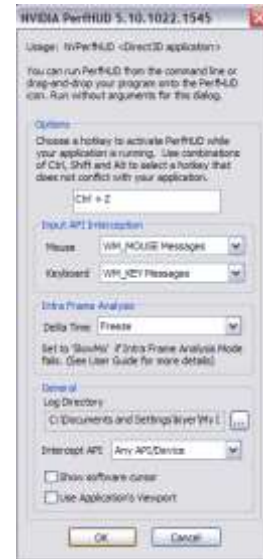 NVIDIA PerfHUD 5.10.1022.1545
Usage: NVPerfHUD <Direct3D application>
You can run PerfHUD from the command line or
drag-and-drop your program onto the PerfHUD
icon. Run without arguments for this dialog.
Options
Choose a hotkey to activate PerfHUD while
your application is running. Use combinations
of Ctrl, Shift and Alt to select a hotkey that
does not conflict with your application.
Ctrl + Z
Input API Interception
Mouse WM_MOUSE Messages
Keyboard WM_KEY Messages
Intra Frame Analysis
Delta Time Freeze
Set to 'SlowMo' if Intra Frame Analysis Mode
fails. (See User Guide for more details)
General
Log Directory
C:\Documents and Settings\ ...
Intercept API Any API/Device
Show software cursor
Use Application's Viewport
OK Cancel